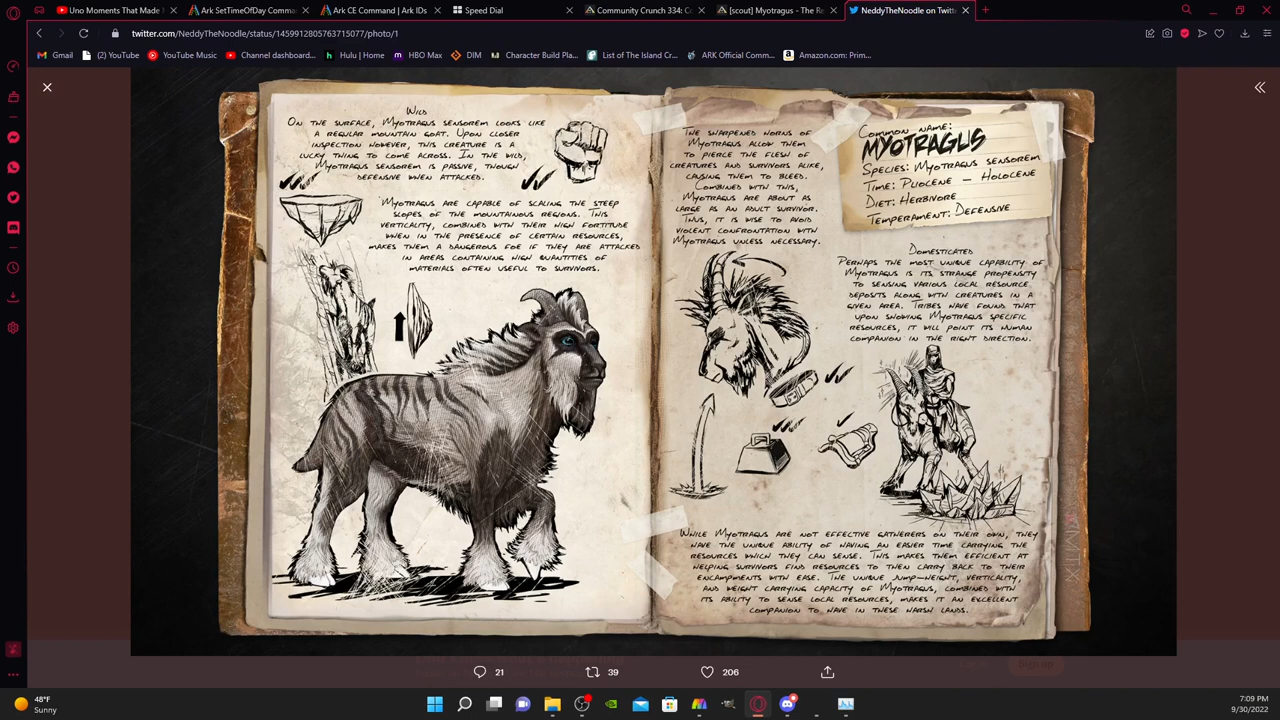 Uno Moments That Made
Ark SetTimeOfDay Comman
Ark CE Command | Ark IDs
Speed Dial
Community Crunch 334: Co
[scout] Myotragus - The Re
NeddyTheNoodle on Twitt
twitter.com/NeddyTheNoodle/status/1459912805763715077/photo/1
Gmail
(2) YouTube
YouTube Music
Channel dashboard...
Hulu | Home
HBO Max
DIM
Character Build Pla...
List of The Island Cr...
ARK Official Comm...
Amazon.com: Prim...
Wild
On the surface, Myotragus sensorem looks like
a regular mountain goat. Upon closer
inspection however, this creature is a
lucky thing to come across. In the wild,
Myotragus sensorem is passive, though
defensive when attacked.
Myotragus are capable of scaling the steep
slopes of the mountainous regions. This
verticality, combined with their high fortitude
when in the presence of certain resources,
makes them a dangerous foe if they are attacked
in areas containing high quantities of
materials often useful to survivors.
The sharpened horns of
Myotragus allow them
to pierce the flesh of
creatures and survivors alike,
causing them to bleed.
Combined with this,
Myotragus are about as
large as an adult survivor.
Thus, it is wise to avoid
violent confrontation with
Myotragus unless necessary.
Common name:
MYOTRAGUS
Species: Myotragus sensorem
Time: Pliocene – Holocene
Diet: Herbivore
Temperament: Defensive
Domesticated
Perhaps the most unique capability of
Myotragus is its strange propensity
to sensing various local resource
deposits along with creatures in a
given area. Tribes have found that
upon showing Myotragus specific
resources, it will point its human
companion in the right direction.
While Myotragus are not effective gatherers on their own, they
have the unique ability of having an easier time carrying the
resources which they can sense. This makes them efficient at
helping survivors find resources to then carry back to their
encampments with ease. The unique jump-height, verticality,
and weight carrying capacity of Myotragus, combined with
its ability to sense local resources, makes it an excellent
companion to have in these harsh lands.
21
39
206
Sign up
48°F
Sunny
7:09 PM
9/30/2022